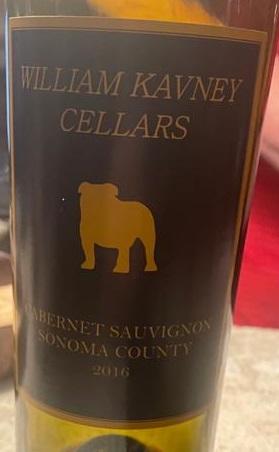 WILLIAM KAVNEY
CELLARS
CABERNET SAUVIGNON
SONOMA COUNTY
2016